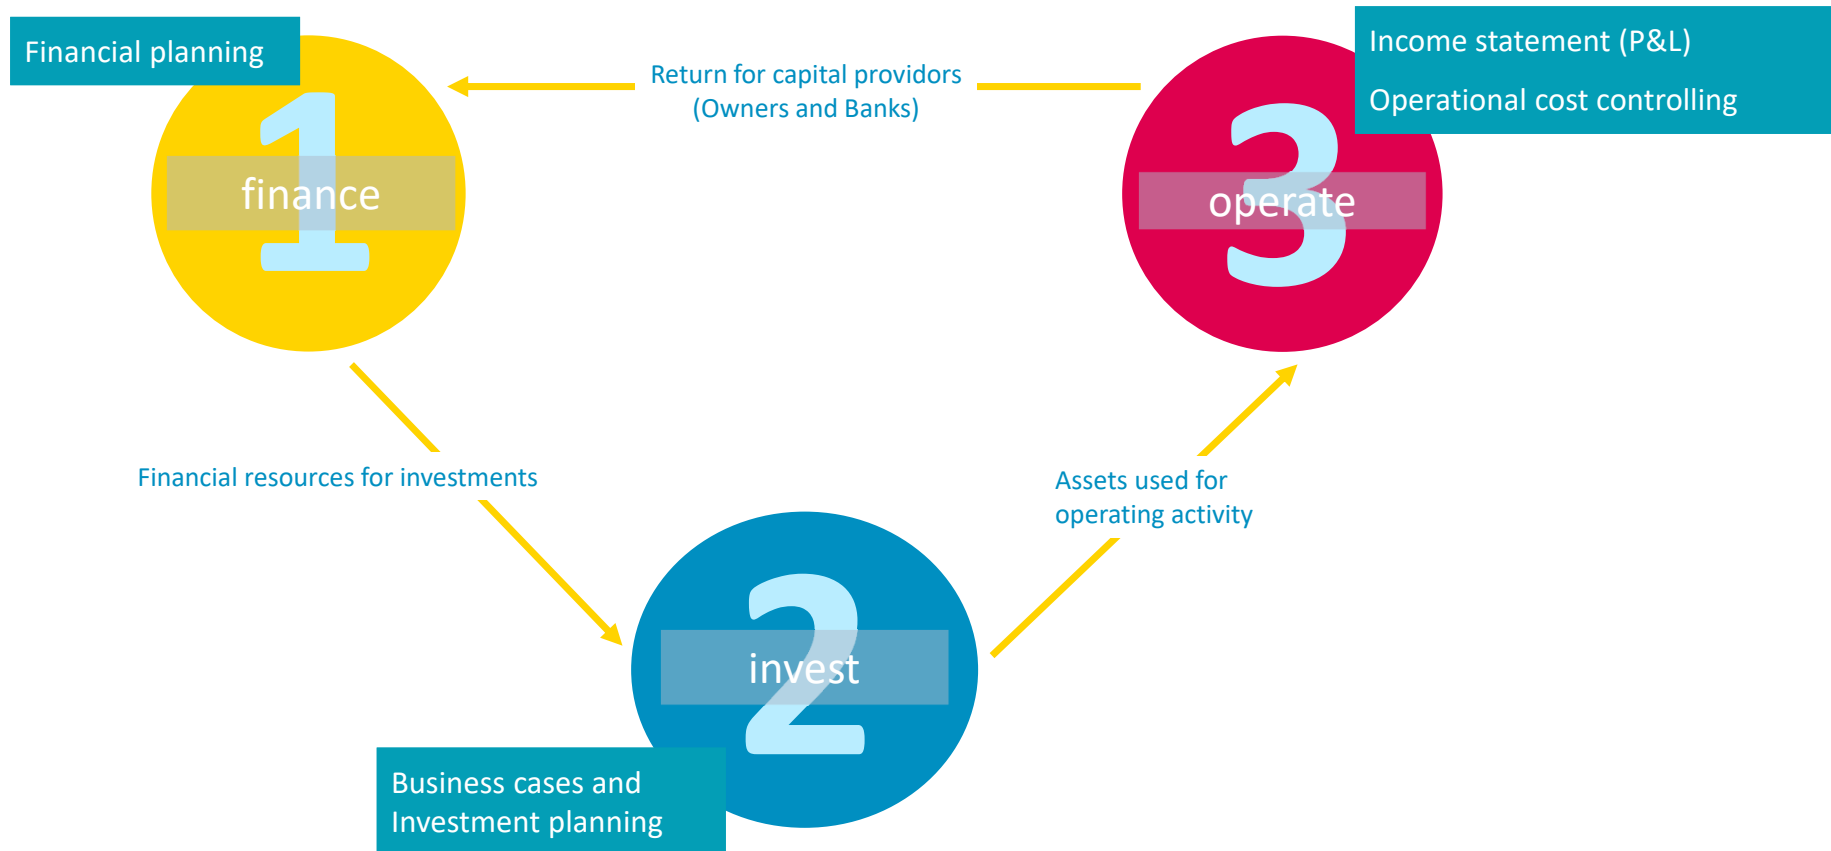 Financial planning
1
finance
Return for capital providors
(Owners and Banks)
Income statement (P&L)
Operational cost controlling
3
operate
Financial resources for investments
Assets used for
operating activity
2
invest
Business cases and
Investment planning